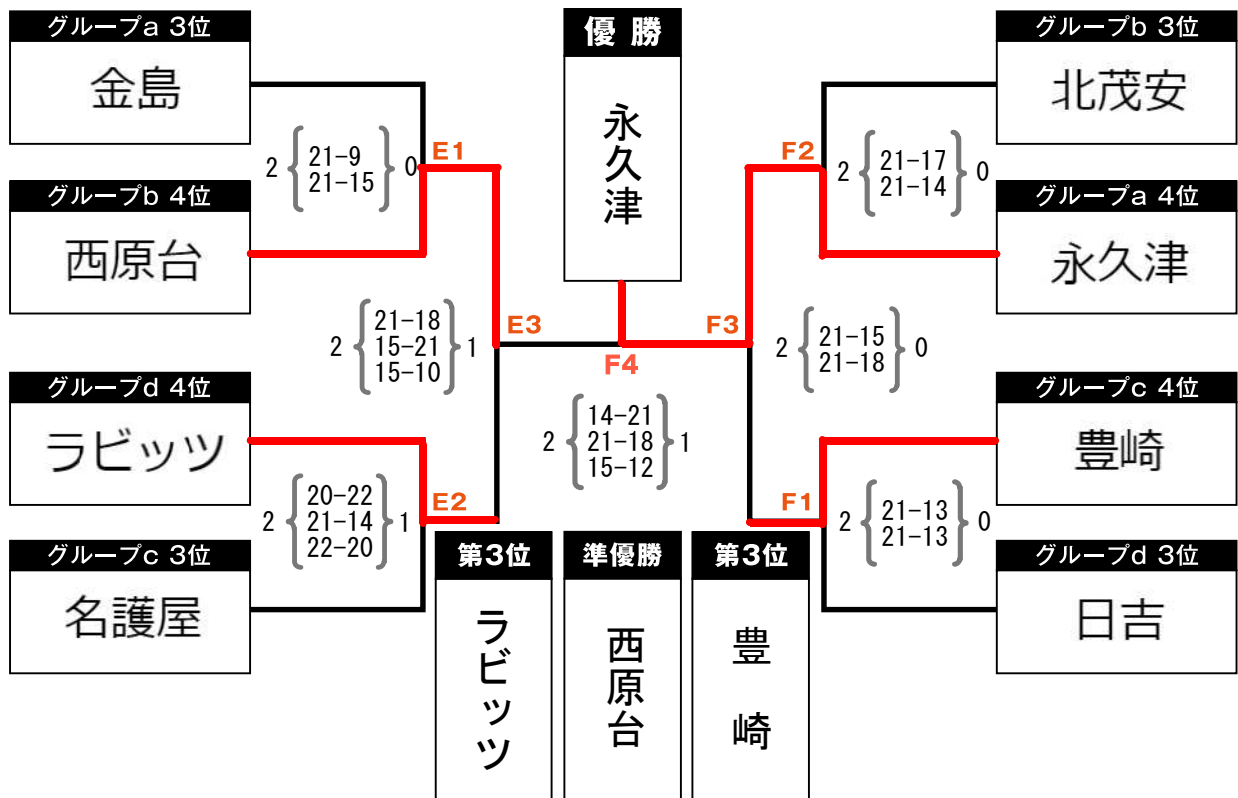 グループa 3位
金島
グループb 4位
西原台
2 21-9 0
21-15
E1
グループd 4位
ラビッツ
グループc 3位
名護屋
2 20-22 1
21-14
22-20
E2
2 21-18 1
15-21
15-10
E3
優勝
永久津
F4
2 14-21 1
21-18
15-12
グループb 3位
北茂安
グループa 4位
永久津
F2
2 21-17 0
21-14
F3
2 21-15 0
21-18
グループc 4位
豊崎
グループd 3位
日吉
F1
2 21-13 0
21-13
第3位
ラビッツ
準優勝
西原台
第3位
豊崎